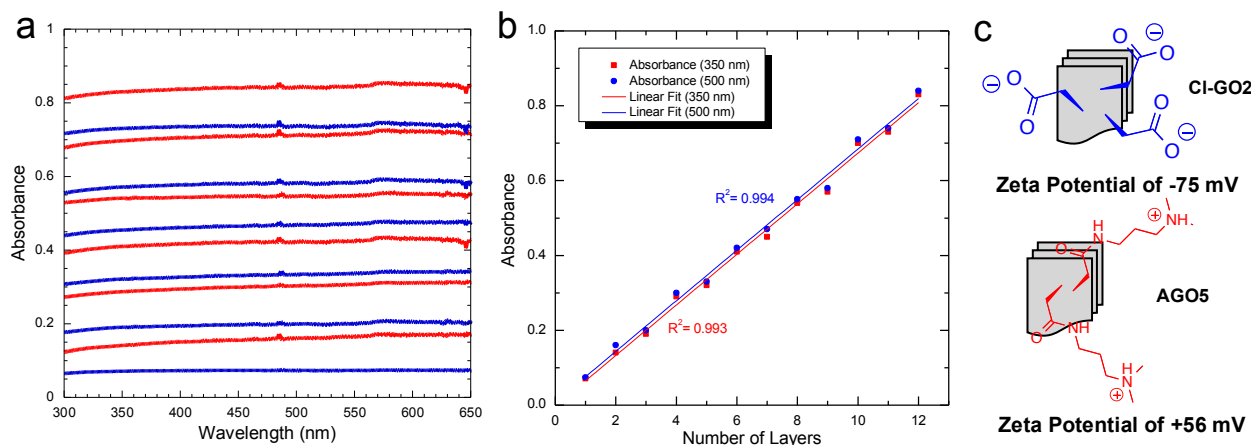 a
Absorbance
1
0.8
0.6
0.4
0.2
0
300 350 400 450 500 550 600 650
Wavelength (nm)
b
Absorbance
1.0
0.8
0.6
0.4
0.2
0.0
Absorbance (350 nm)
Absorbance (500 nm)
Linear Fit (350 nm)
Linear Fit (500 nm)
R²= 0.994
R²= 0.993
0 2 4 6 8 10 12
Number of Layers
c
O
O
⊖
⊖
O
O
Cl-GO2
O
O
⊖
Zeta Potential of -75 mV
H
N
⊕
NH
O
AGO5
O
NH
H
N
⊕
Zeta Potential of +56 mV